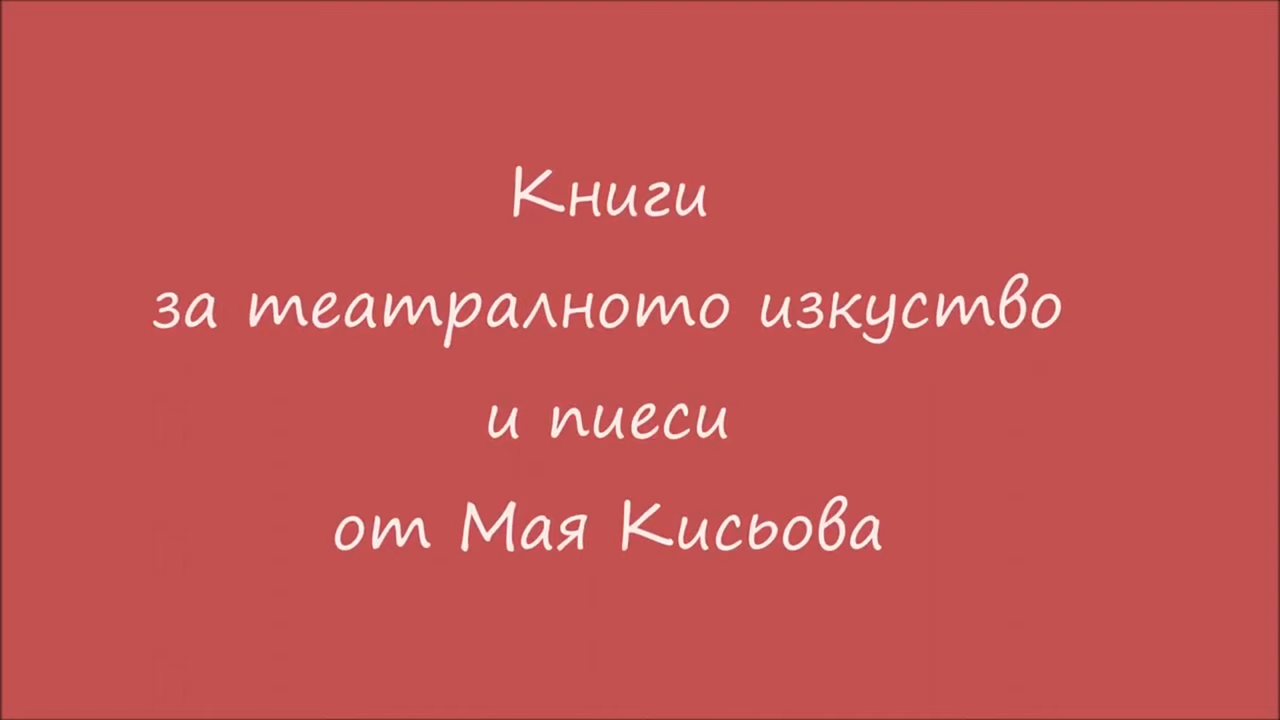 Книги
за театралното изкуство
и пиеси
от Мая Кисьова